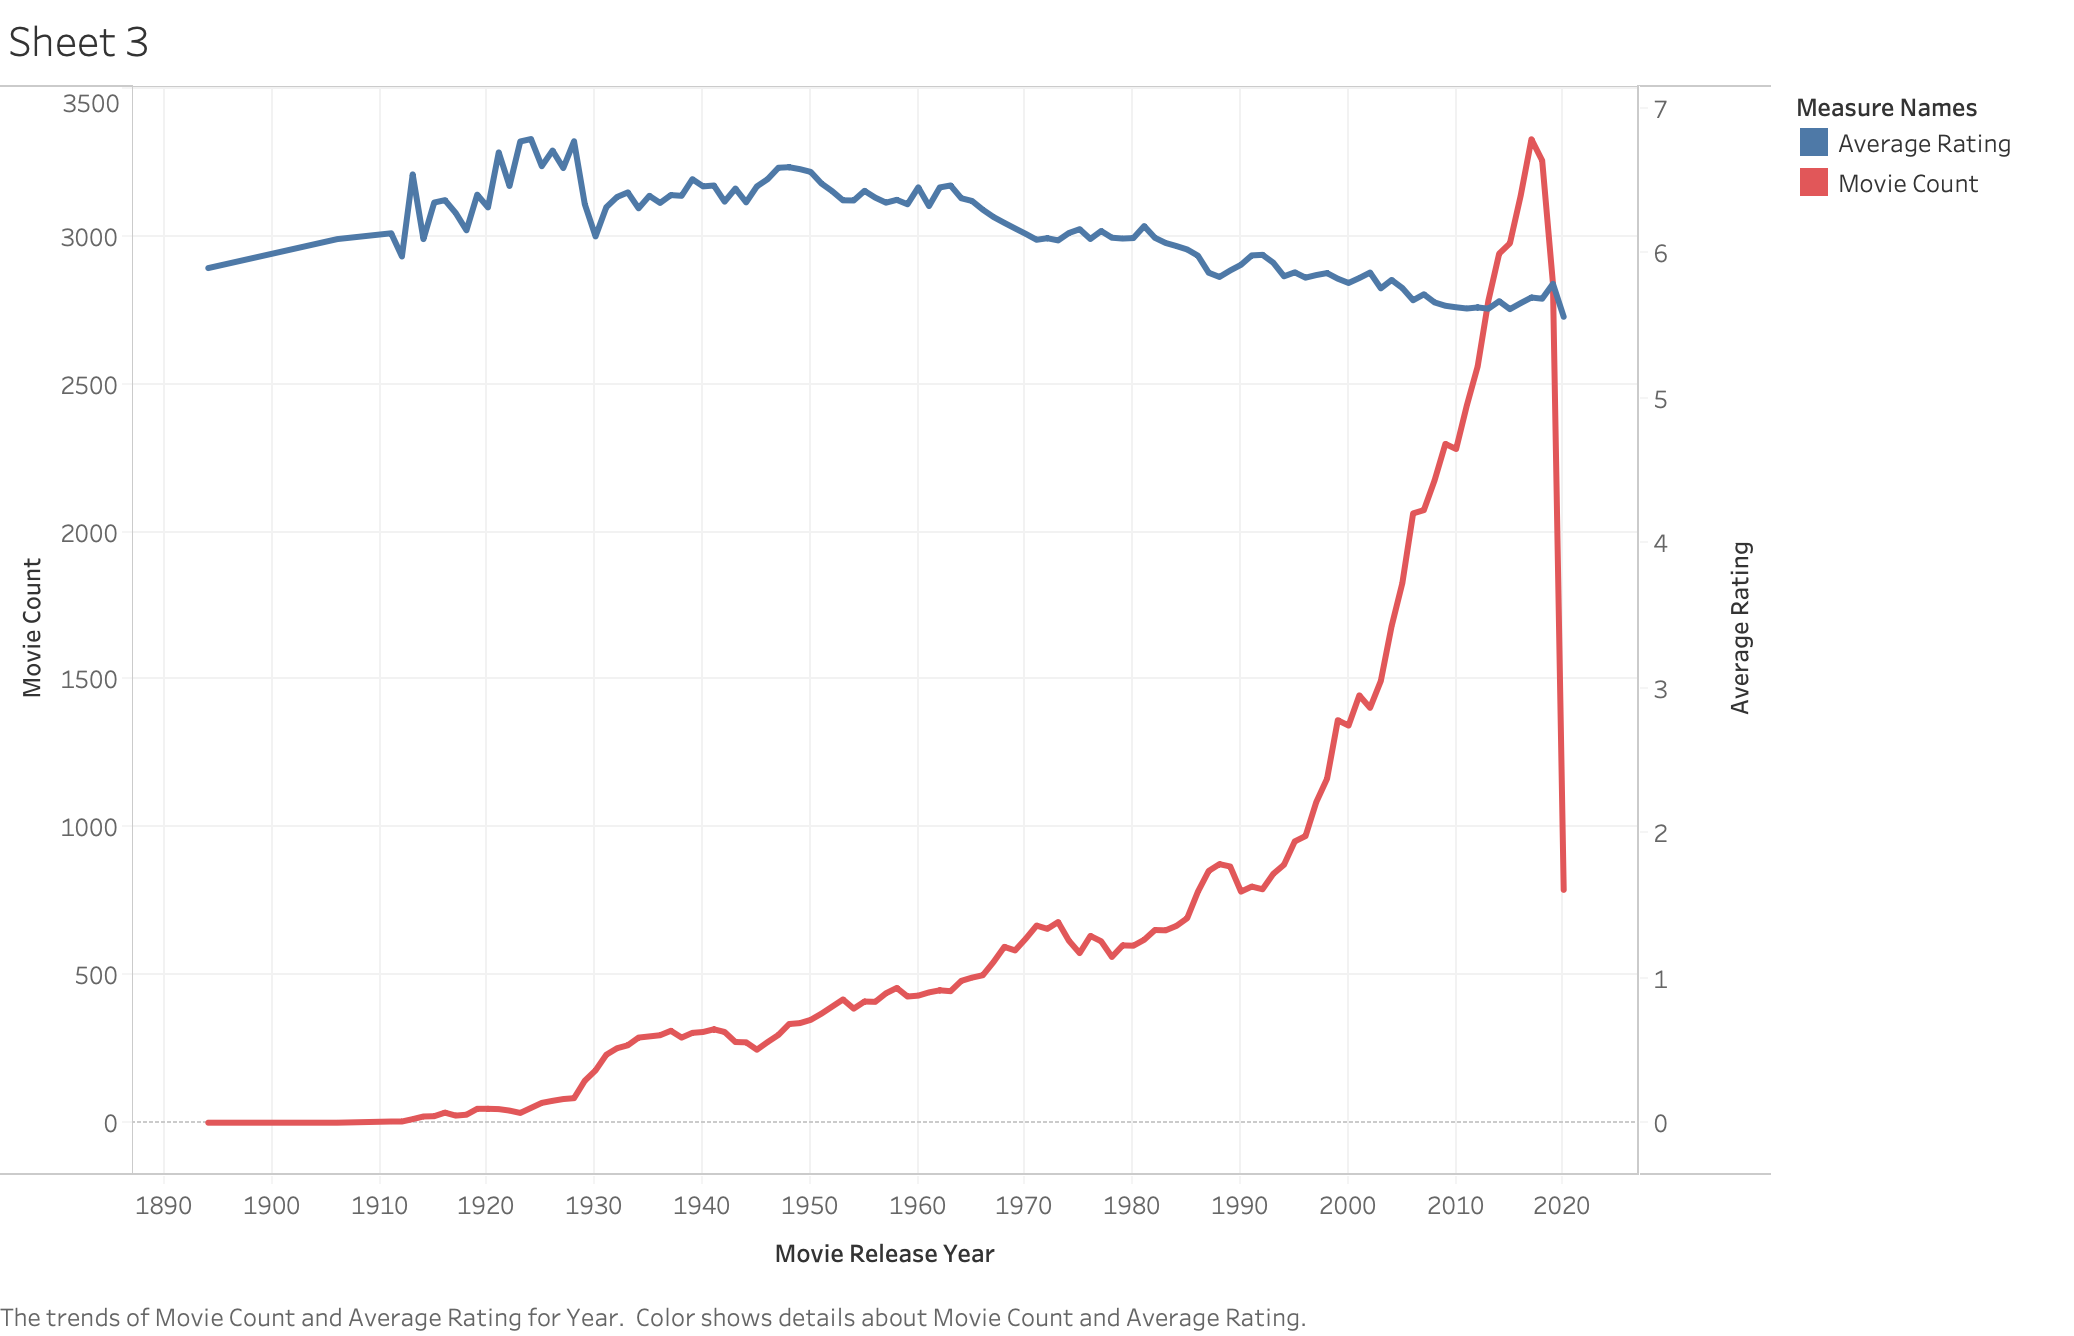 Sheet 3
3500
3000
2500
2000
1500
1000
500
0
Movie Count
7
6
5
4
3
2
1
0
Average Rating
Measure Names
Average Rating
Movie Count
1890 1900 1910 1920 1930 1940 1950 1960 1970 1980 1990 2000 2010 2020
Movie Release Year
The trends of Movie Count and Average Rating for Year.  Color shows details about Movie Count and Average Rating.